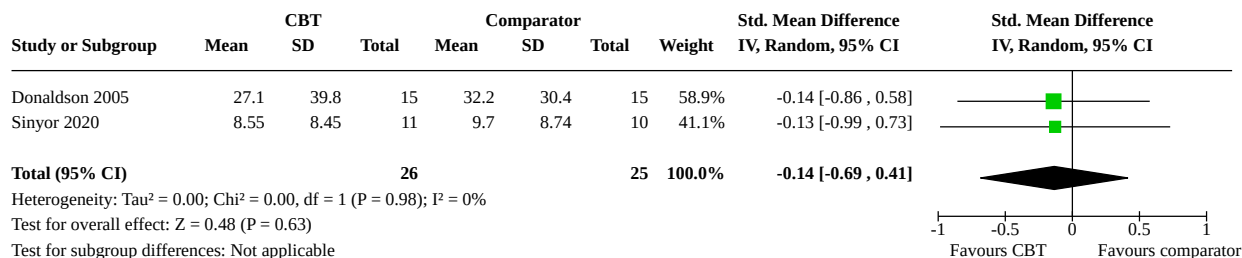 CBT Comparator Std. Mean Difference Std. Mean Difference
Study or Subgroup Mean SD Total Mean SD Total Weight IV, Random, 95% CI IV, Random, 95% CI
Donaldson 2005 27.1 39.8 15 32.2 30.4 15 58.9% -0.14 [-0.86 , 0.58]
Sinyor 2020 8.55 8.45 11 9.7 8.74 10 41.1% -0.13 [-0.99 , 0.73]
Total (95% CI) 26 25 100.0% -0.14 [-0.69 , 0.41]
Heterogeneity: Tau² = 0.00; Chi² = 0.00, df = 1 (P = 0.98); I² = 0%
Test for overall effect: Z = 0.48 (P = 0.63)
Test for subgroup differences: Not applicable
-1 -0.5 0 0.5 1
Favours CBT Favours comparator